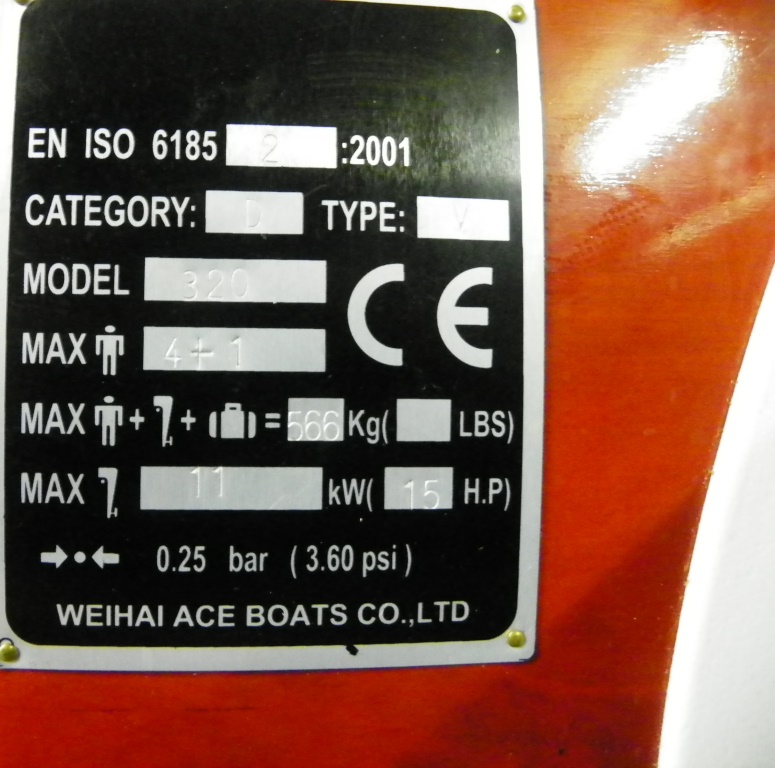 EN ISO 6185 2 :2001
CATEGORY: D TYPE: V
MODEL 320
CE
MAX 4+1
MAX + + = 566 Kg( LBS)
MAX 11 kW( 15 H.P)
0.25 bar (3.60 psi)
WEIHAI ACE BOATS CO.,LTD